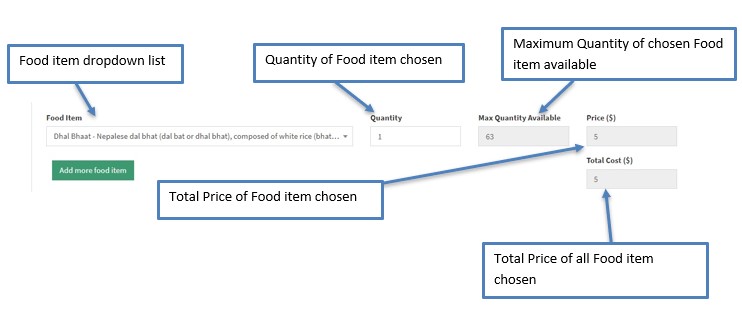 Maximum Quantity of chosen Food
item available
Food item dropdown list
Quantity of Food item chosen
Food Item
Quantity
Max Quantity Available
Price ($)
Dhal Bhaat - Nepalese dal bhat (dal bat or dhal bhat), composed of white rice (bhat...
1
63
5
Total Cost ($)
Add more food item
5
Total Price of Food item chosen
Total Price of all Food item
chosen